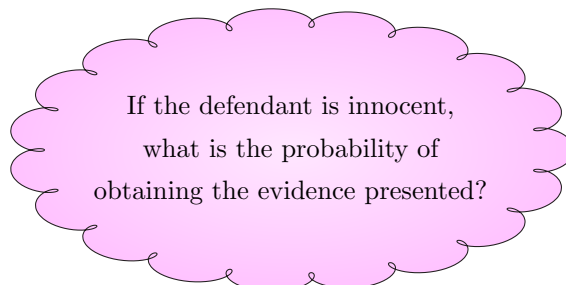 If the defendant is innocent,
what is the probability of
obtaining the evidence presented?